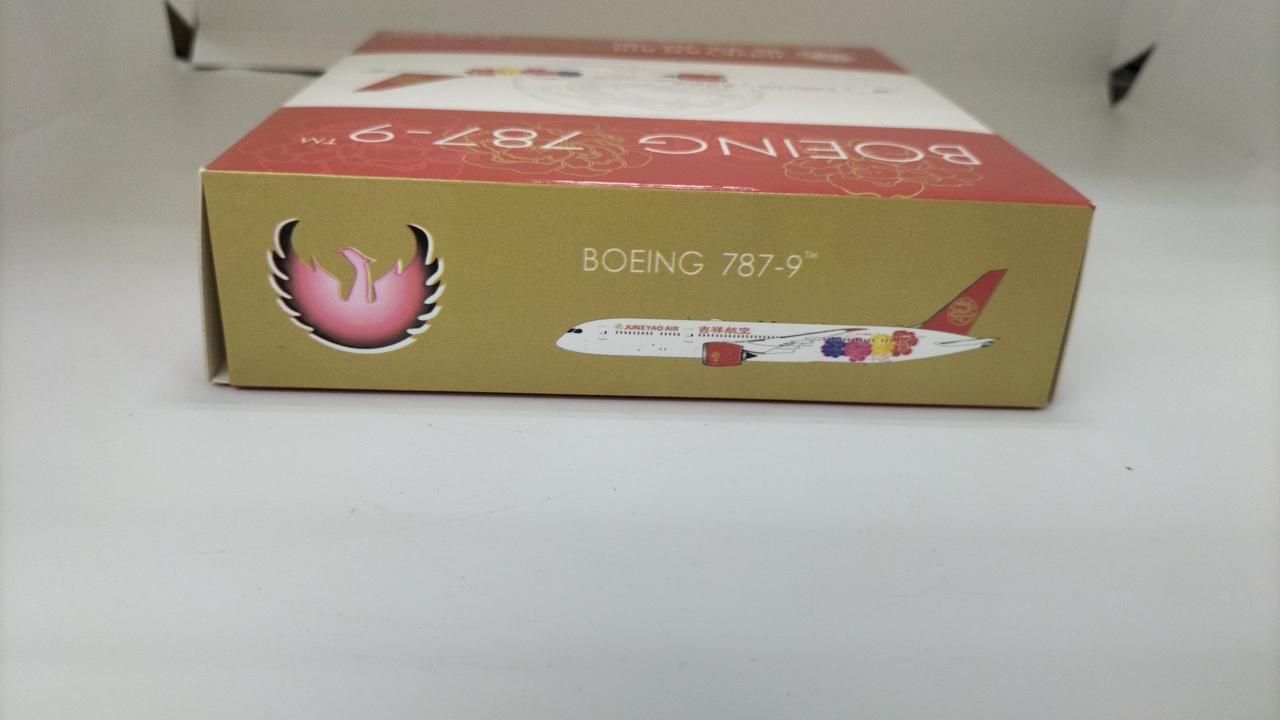 BOEING 787-9™
BOEING 787-9™
JUNEYAO AIR 吉祥航空